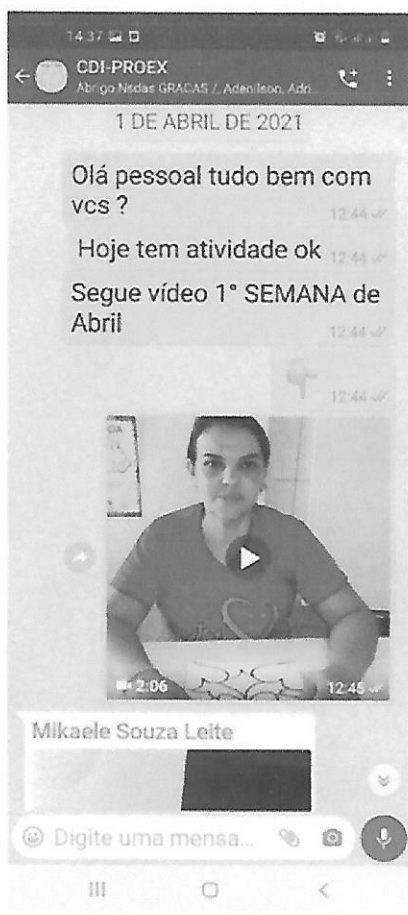 14:37
CDI-PROEX
Abrigo Nsdas GRACAS /, Adenilson, Adri...
1 DE ABRIL DE 2021
Olá pessoal tudo bem com
vcs ?
12:44
Hoje tem atividade ok
12:44
Segue vídeo 1° SEMANA de
Abril
12:44
12:44
2:06
12:45
Mikaele Souza Leite
Digite uma mensa...